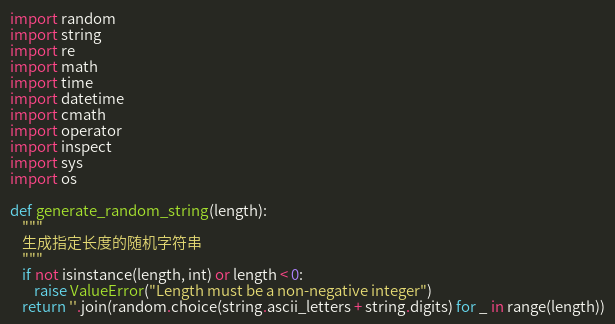 import random
import string
import re
import math
import time
import datetime
import cmath
import operator
import inspect
import sys
import os

def generate_random_string(length):
    """
    生成指定长度的随机字符串
    """
    if not isinstance(length, int) or length < 0:
        raise ValueError("Length must be a non-negative integer")
    return ''.join(random.choice(string.ascii_letters + string.digits) for _ in range(length))